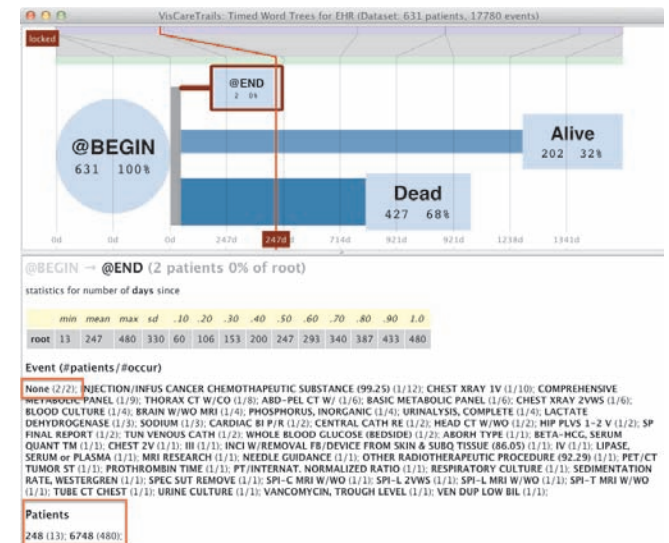 VisCareTrails: Timed Word Trees for EHR (Dataset: 631 patients, 17780 events)
locked
@END
2 0%
@BEGIN
631 100%
Alive
202 32%
Dead
427 68%
0d 0d 0d 247d 247d 714d 921d 921d 1238d 1341d
@BEGIN → @END (2 patients 0% of root)
statistics for number of days since
min mean max sd .10 .20 .30 .40 .50 .60 .70 .80 .90 1.0
root 13 247 480 330 60 106 153 200 247 293 340 387 433 480
Event (#patients/#occur)
None (2/2); INJECTION/INFUS CANCER CHEMOTHAPEUTIC SUBSTANCE (99.25) (1/12); CHEST XRAY 1V (1/10); COMPREHENSIVE
METABOLIC PANEL (1/9); THORAX CT W/CO (1/8); ABD-PEL CT W/ (1/6); BASIC METABOLIC PANEL (1/6); CHEST XRAY 2VWS (1/6);
BLOOD CULTURE (1/4); BRAIN W/WO MRI (1/4); PHOSPHORUS, INORGANIC (1/4); URINALYSIS, COMPLETE (1/4); LACTATE
DEHYDROGENASE (1/3); SODIUM (1/3); CARDIAC BI P/R (1/2); CENTRAL CATH RE (1/2); HEAD CT W/WO (1/2); HIP PLVS 1-2 V (1/2); SP
FINAL REPORT (1/2); TUN VENOUS CATH (1/2); WHOLE BLOOD GLUCOSE (BEDSIDE) (1/2); ABORH TYPE (1/1); BETA-HCG, SERUM
QUANT TM (1/1); CHEST 2V (1/1); III (1/1); INCI W/REMOVAL FB/DEVICE FROM SKIN & SUBQ TISSUE (86.05) (1/1); IV (1/1); LIPASE,
SERUM or PLASMA (1/1); MRI RESEARCH (1/1); NEEDLE GUIDANCE (1/1); OTHER RADIOTHERAPEUTIC PROCEDURE (92.29) (1/1); PET/CT
TUMOR ST (1/1); PROTHROMBIN TIME (1/1); PT/INTERNAT. NORMALIZED RATIO (1/1); RESPIRATORY CULTURE (1/1); SEDIMENTATION
RATE, WESTERGREN (1/1); SPEC SUT REMOVE (1/1); SPI-C MRI W/WO (1/1); SPI-L 2VWS (1/1); SPI-L MRI W/WO (1/1); SPI-T MRI W/WO
(1/1); TUBE CT CHEST (1/1); URINE CULTURE (1/1); VANCOMYCIN, TROUGH LEVEL (1/1); VEN DUP LOW BIL (1/1);
Patients
248 (13); 6748 (480);